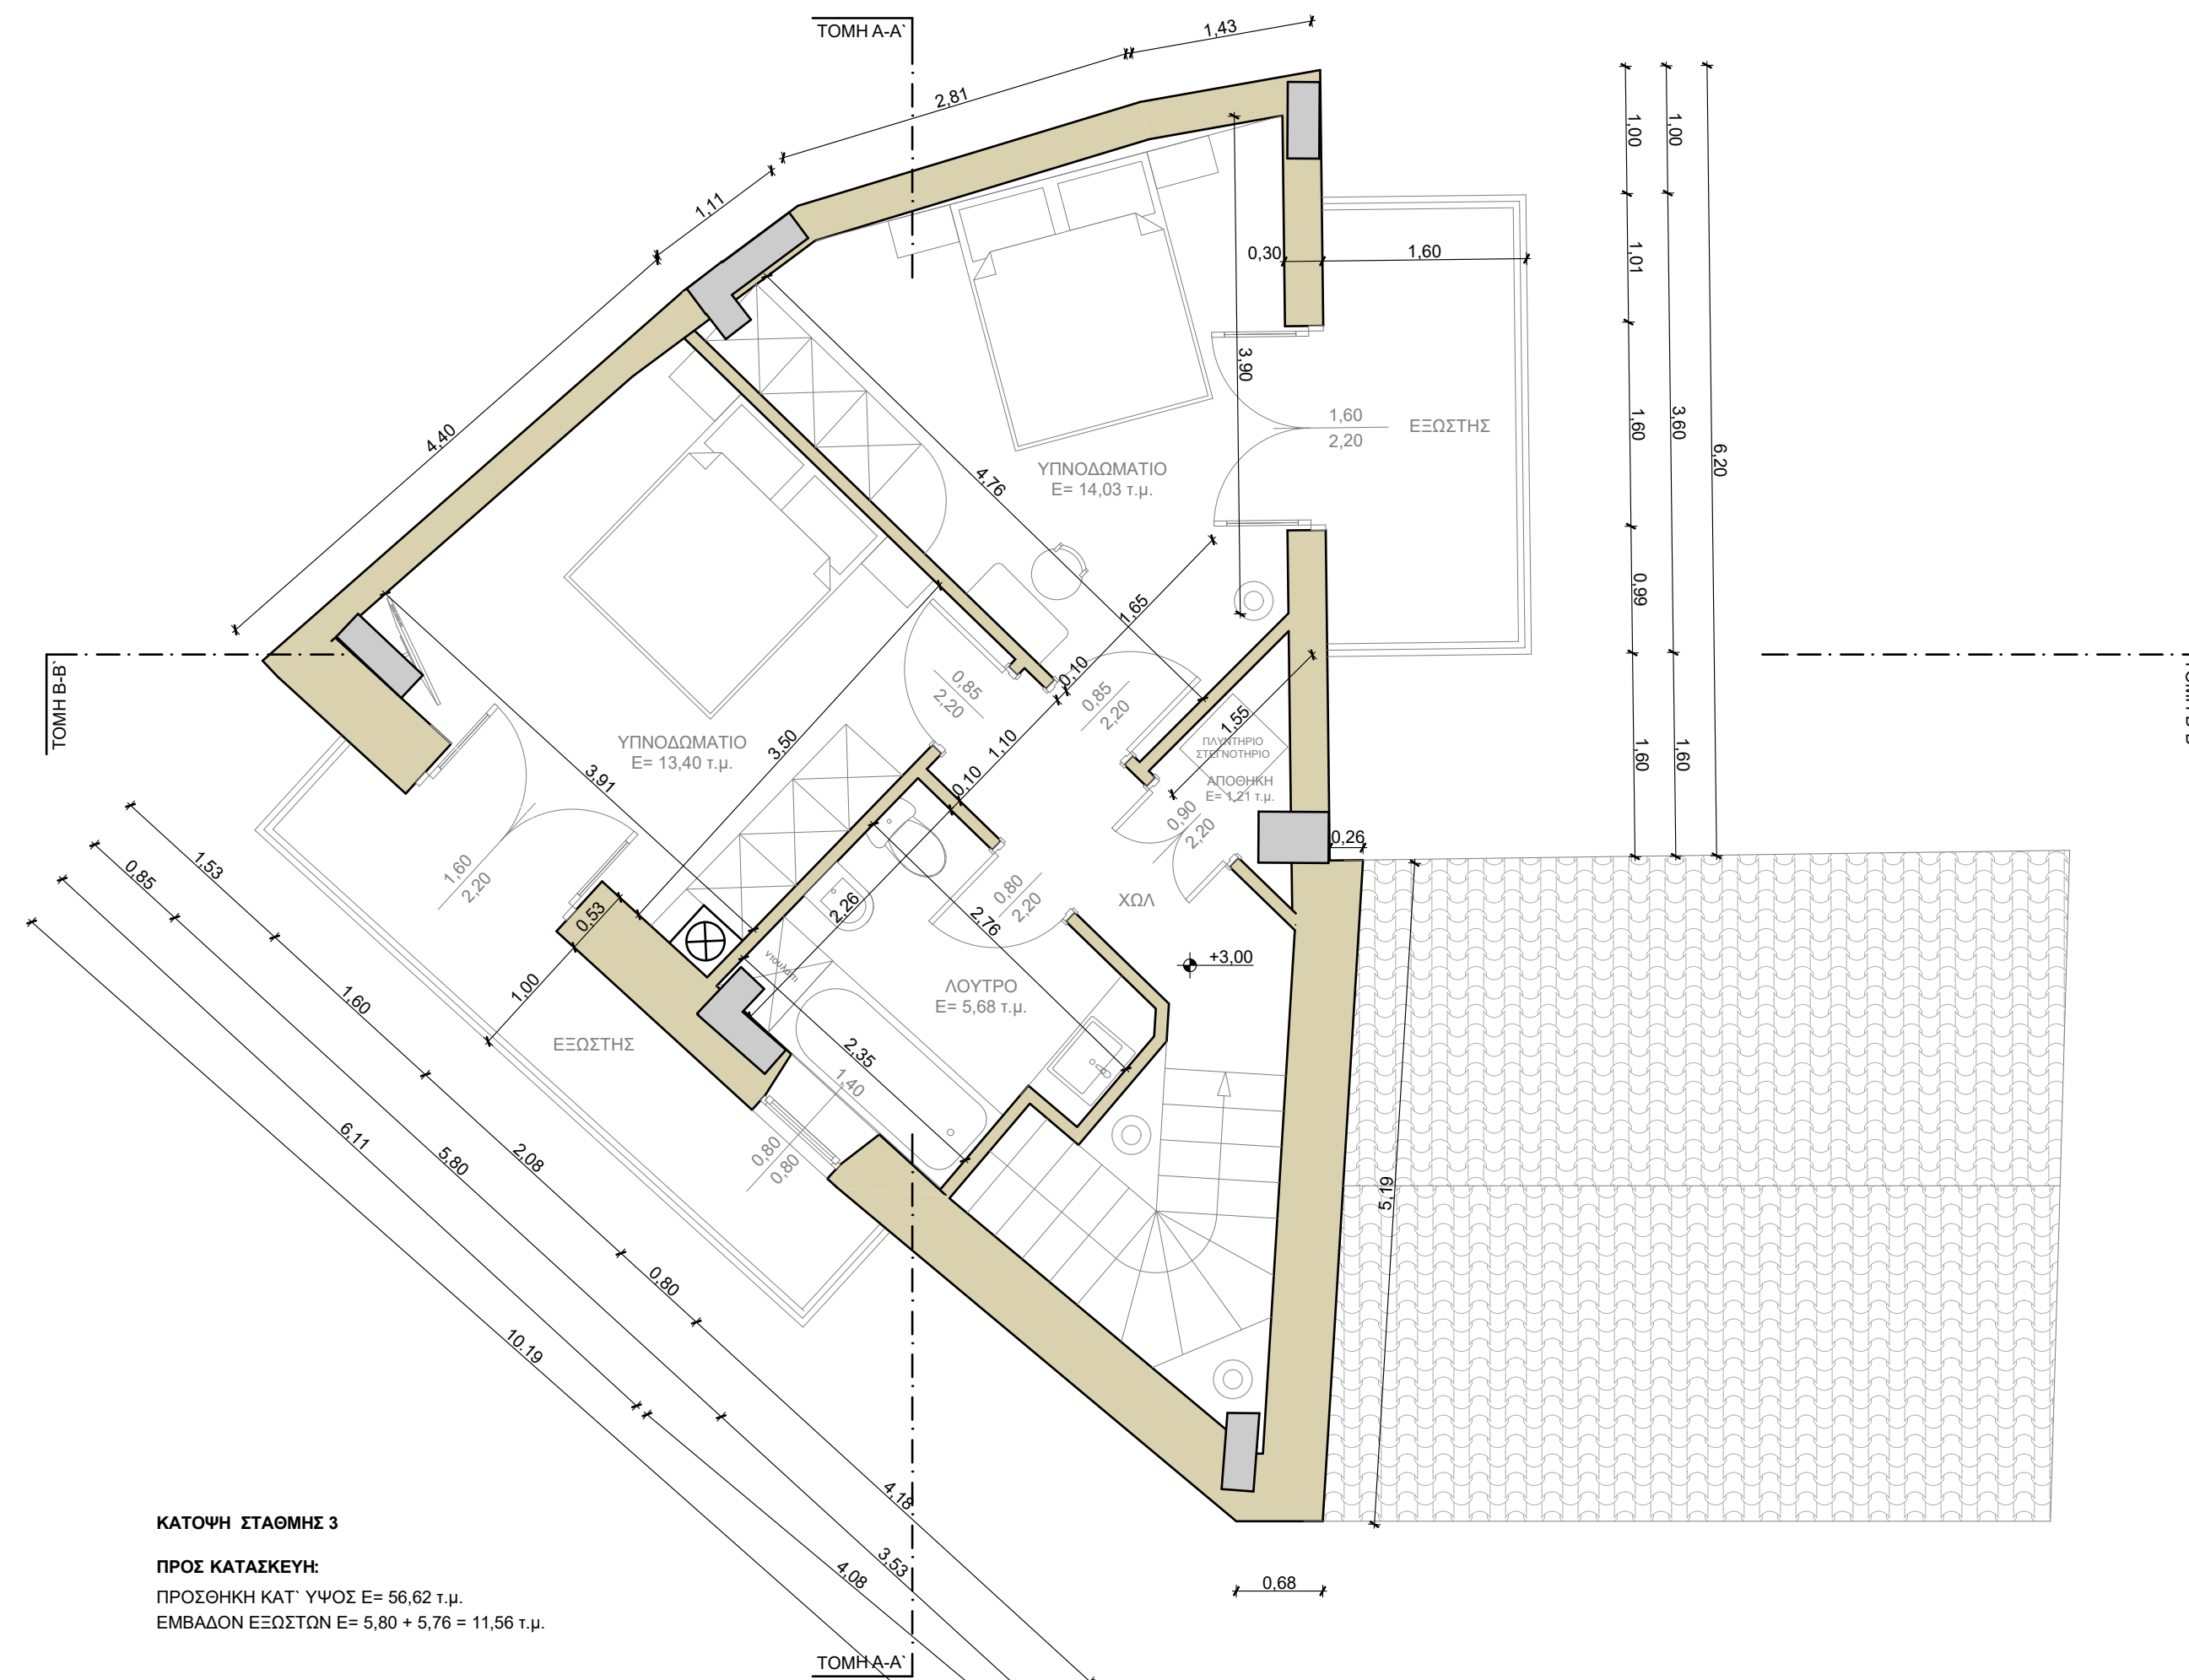 ΤΟΜΗ Α-Α`
1,43
2,81
1,11
4,40
1,00
1,00
1,01
1,60
3,60
6,20
0,99
1,60
1,60
0,30
1,60
3,90
1,60
2,20
ΕΞΩΣΤΗΣ
ΥΠΝΟΔΩΜΑΤΙΟ
Ε= 14,03 τ.μ.
4,76
1,65
0,10
0,85
2,20
0,85
2,20
1,55
ΠΛΥΝΤΗΡΙΟ
ΣΤΕΓΝΟΤΗΡΙΟ
ΑΠΟΘΗΚΗ
Ε= 1,21 τ.μ.
0,90
2,20
0,26
ΤΟΜΗ Β-Β`
ΥΠΝΟΔΩΜΑΤΙΟ
Ε= 13,40 τ.μ.
3,50
3,91
1,10
0,10
1,60
2,20
0,53
1,00
ΕΞΩΣΤΗΣ
2,26
2,76
0,80
2,20
ΧΩΛ
+3,00
ντουλάπι
ΛΟΥΤΡΟ
Ε= 5,68 τ.μ.
2,35
1,40
0,80
0,80
5,19
1,53
0,85
1,60
2,08
0,80
6,11
5,80
10.19
4,18
3,53
4,08
0,68
ΚΑΤΟΨΗ ΣΤΑΘΜΗΣ 3
ΠΡΟΣ ΚΑΤΑΣΚΕΥΗ:
ΠΡΟΣΘΗΚΗ ΚΑΤ` ΥΨΟΣ Ε= 56,62 τ.μ.
ΕΜΒΑΔΟΝ ΕΞΩΣΤΩΝ Ε= 5,80 + 5,76 = 11,56 τ.μ.
ΤΟΜΗ Α-Α`